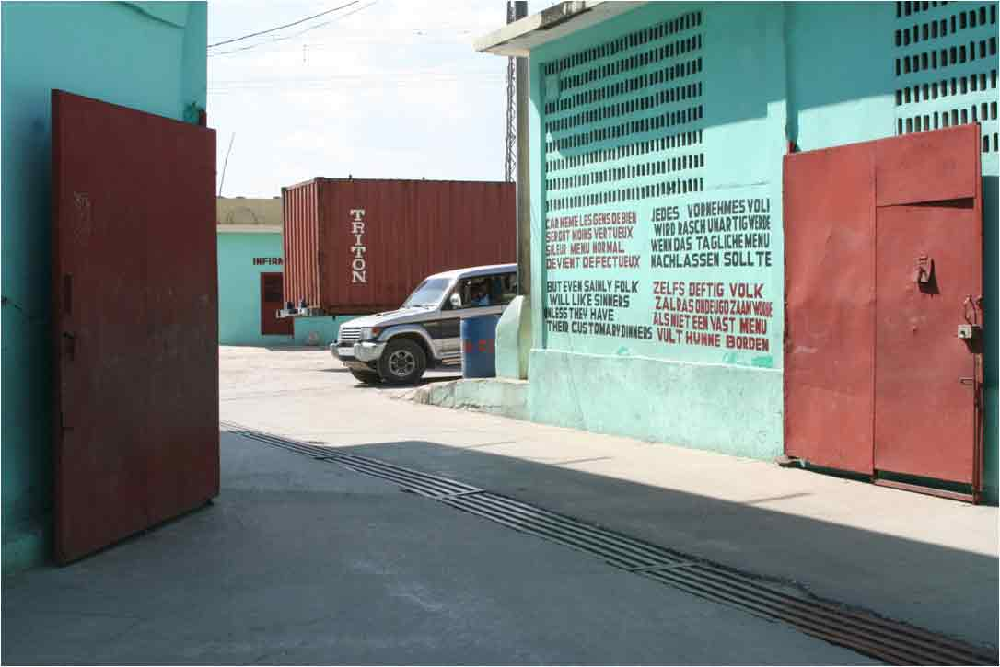 TRITON
INFIRM
CAR MEME LES GENS DE BIEN
SERONT MOINS VERTUEUX
SI LEUR MENU NORMAL
DEVIENT DEFECTUEUX
JEDES VORNEHMES VOLK
WIRD RASCH UNARTIG WERDE
WENN DAS TAGLICHE MENU
NACHLASSEN SOLLTE
BUT EVEN SAINLY FOLK
WILL LIKE SINNERS
UNLESS THEY HAVE
THEIR CUSTOMARY DINNERS
ZELFS DEFTIG VOLK
ZAL RAS ONDEUGDZAAM WORDE
ALS NIET EEN VAST MENU
VULT HUNNE BORDEN